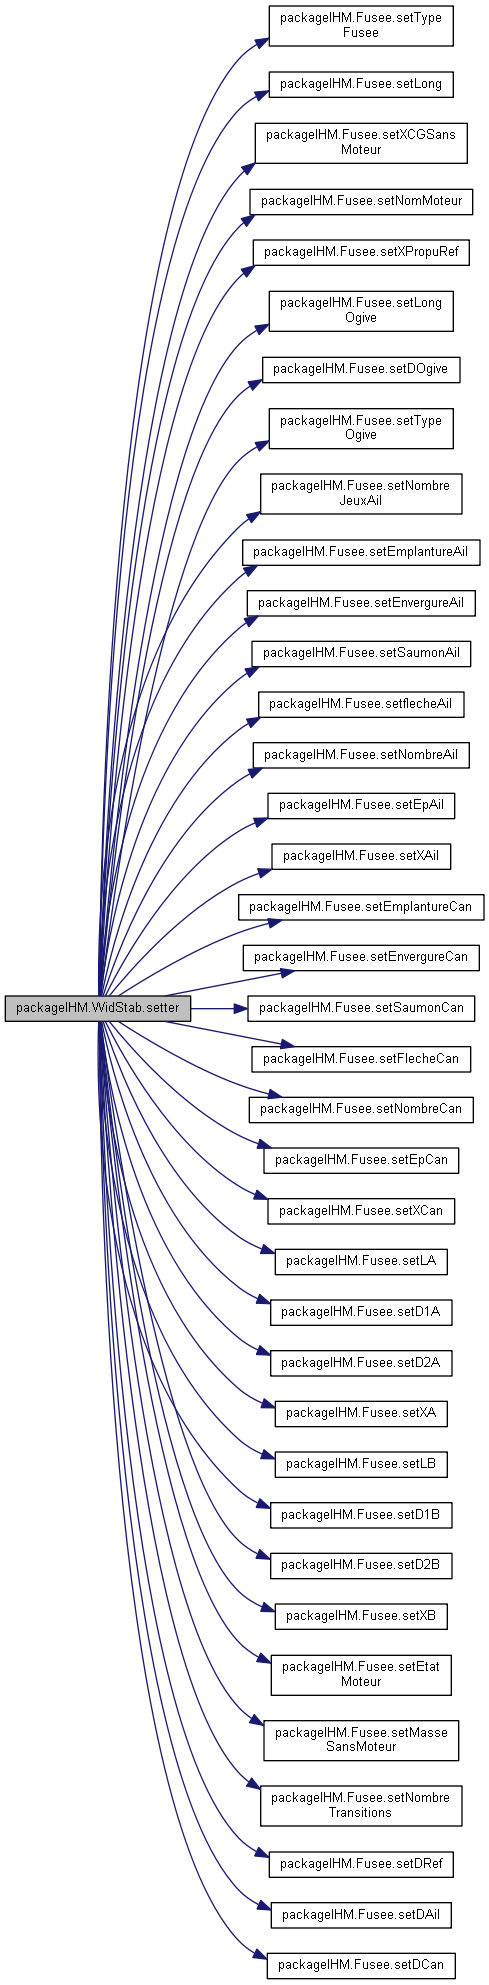 packageIHM.Fusee.setType
Fusee
packageIHM.Fusee.setLong
packageIHM.Fusee.setXCGSans
Moteur
packageIHM.Fusee.setNomMoteur
packageIHM.Fusee.setXPropuRef
packageIHM.Fusee.setLong
Ogive
packageIHM.Fusee.setDOgive
packageIHM.Fusee.setType
Ogive
packageIHM.Fusee.setNombre
JeuxAil
packageIHM.Fusee.setEmplantureAil
packageIHM.Fusee.setEnvergureAil
packageIHM.Fusee.setSaumonAil
packageIHM.Fusee.setflecheAil
packageIHM.Fusee.setNombreAil
packageIHM.Fusee.setEpAil
packageIHM.Fusee.setXAil
packageIHM.Fusee.setEmplantureCan
packageIHM.Fusee.setEnvergureCan
packageIHM.WidStab.setter
packageIHM.Fusee.setSaumonCan
packageIHM.Fusee.setFlecheCan
packageIHM.Fusee.setNombreCan
packageIHM.Fusee.setEpCan
packageIHM.Fusee.setXCan
packageIHM.Fusee.setLA
packageIHM.Fusee.setD1A
packageIHM.Fusee.setD2A
packageIHM.Fusee.setXA
packageIHM.Fusee.setLB
packageIHM.Fusee.setD1B
packageIHM.Fusee.setD2B
packageIHM.Fusee.setXB
packageIHM.Fusee.setEtat
Moteur
packageIHM.Fusee.setMasse
SansMoteur
packageIHM.Fusee.setNombre
Transitions
packageIHM.Fusee.setDRef
packageIHM.Fusee.setDAil
packageIHM.Fusee.setDCan